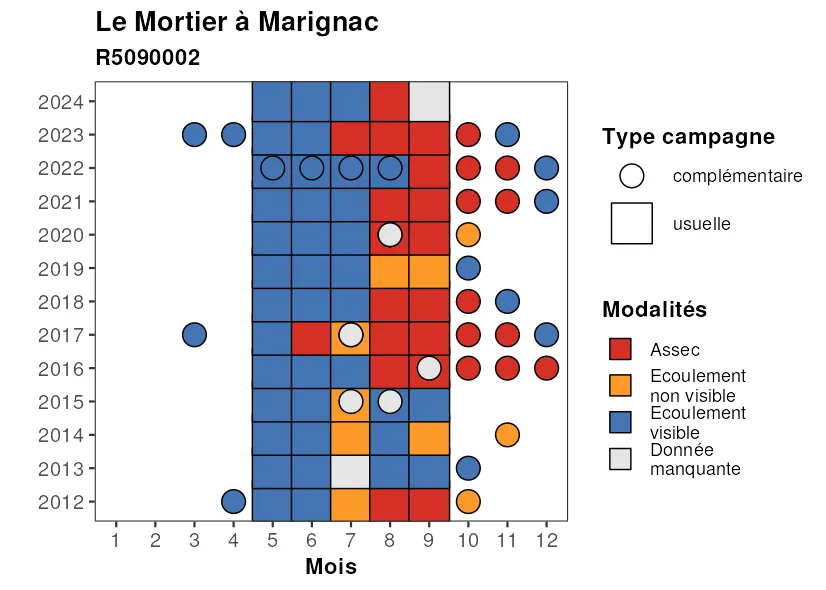 Le Mortier à Marignac
R5090002
2024
2023
2022
2021
2020
2019
2018
2017
2016
2015
2014
2013
2012
1 2 3 4 5 6 7 8 9 10 11 12
Mois
Type campagne
complémentaire
usuelle
Modalités
Assec
Ecoulement
non visible
Ecoulement
visible
Donnée
manquante